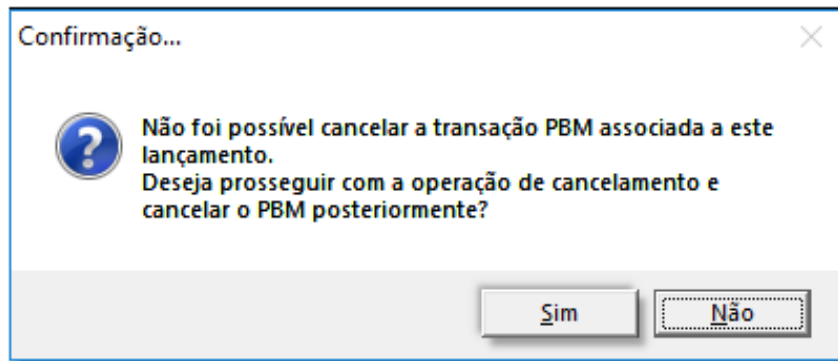 Confirmação...
Não foi possível cancelar a transação PBM associada a este
lançamento.
Deseja prosseguir com a operação de cancelamento e
cancelar o PBM posteriormente?
Sim
Não